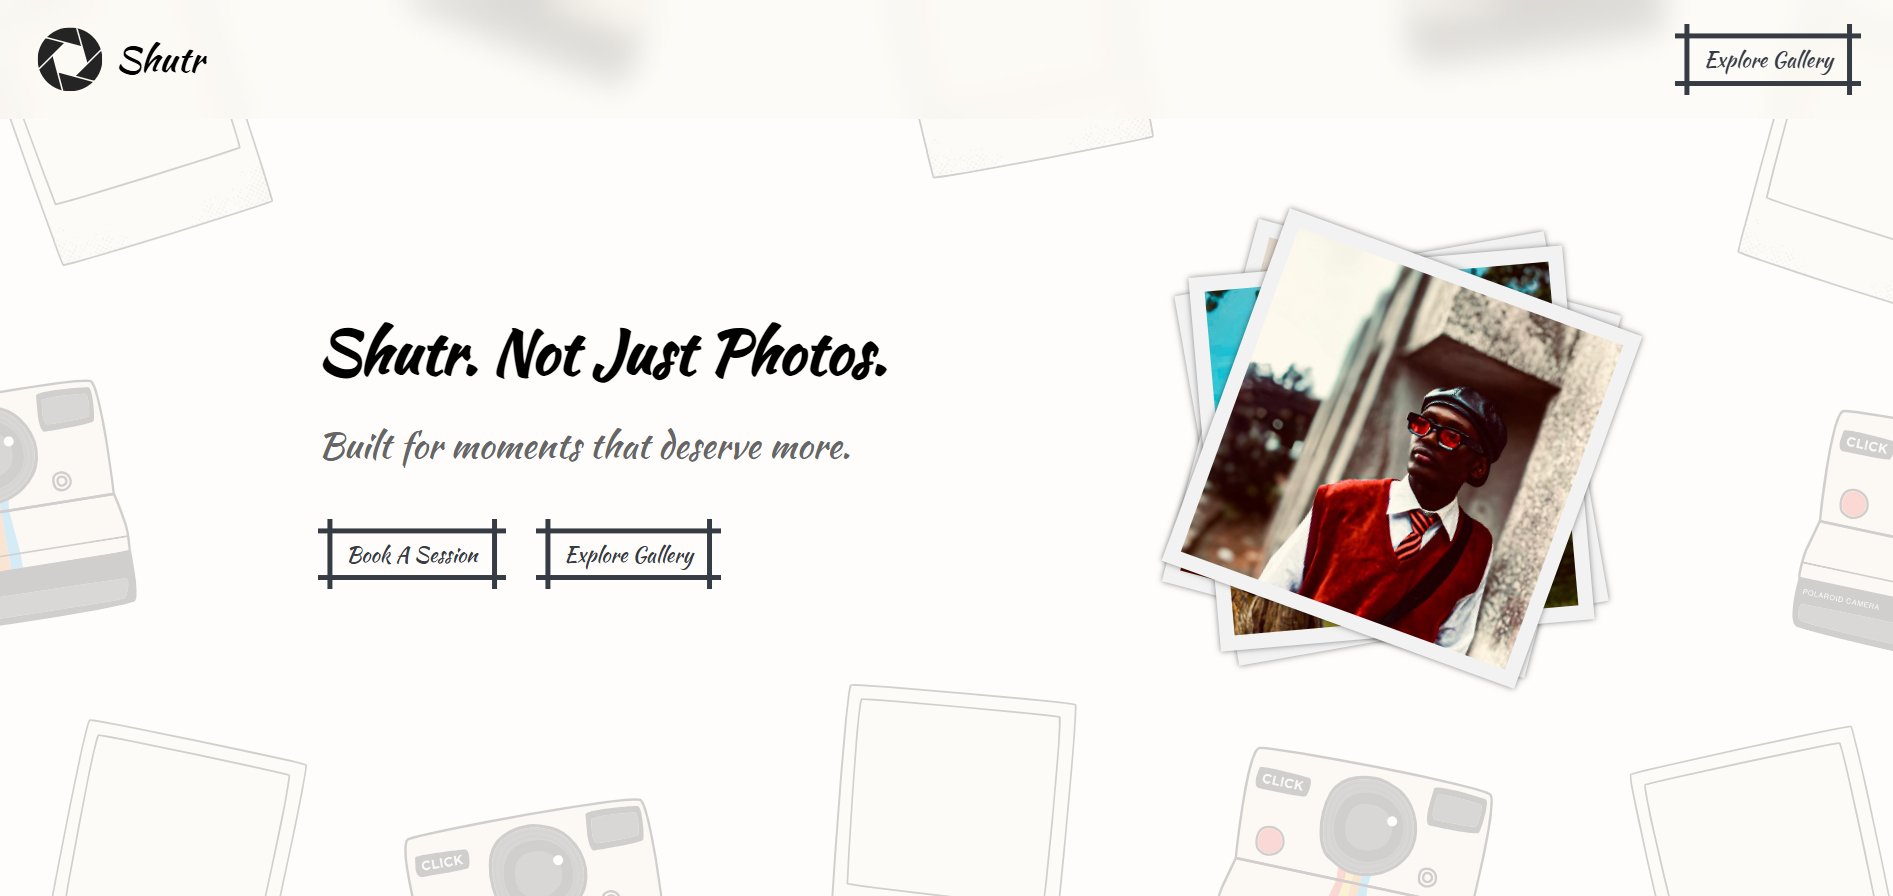 Shutr
Explore Gallery
Shutr. Not Just Photos.
Built for moments that deserve more.
Book A Session
Explore Gallery
CLICK
POLAROID CAMERA
CLICK
CLICK